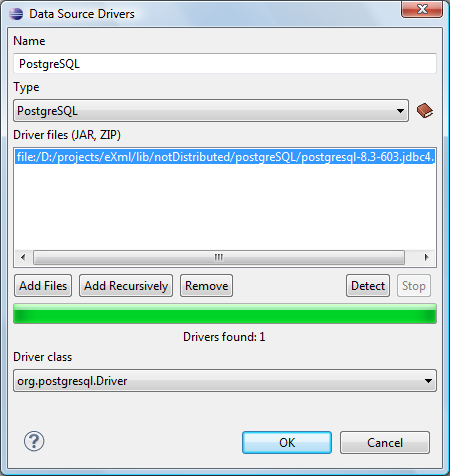 Data Source Drivers
Name
PostgreSQL
Type
PostgreSQL
Driver files (JAR, ZIP)
file:/D:/projects/eXml/lib/notDistributed/postgreSQL/postgresql-8.3-603.jdbc4.
Add Files Add Recursively Remove Detect Stop
Drivers found: 1
Driver class
org.postgresql.Driver
? OK Cancel